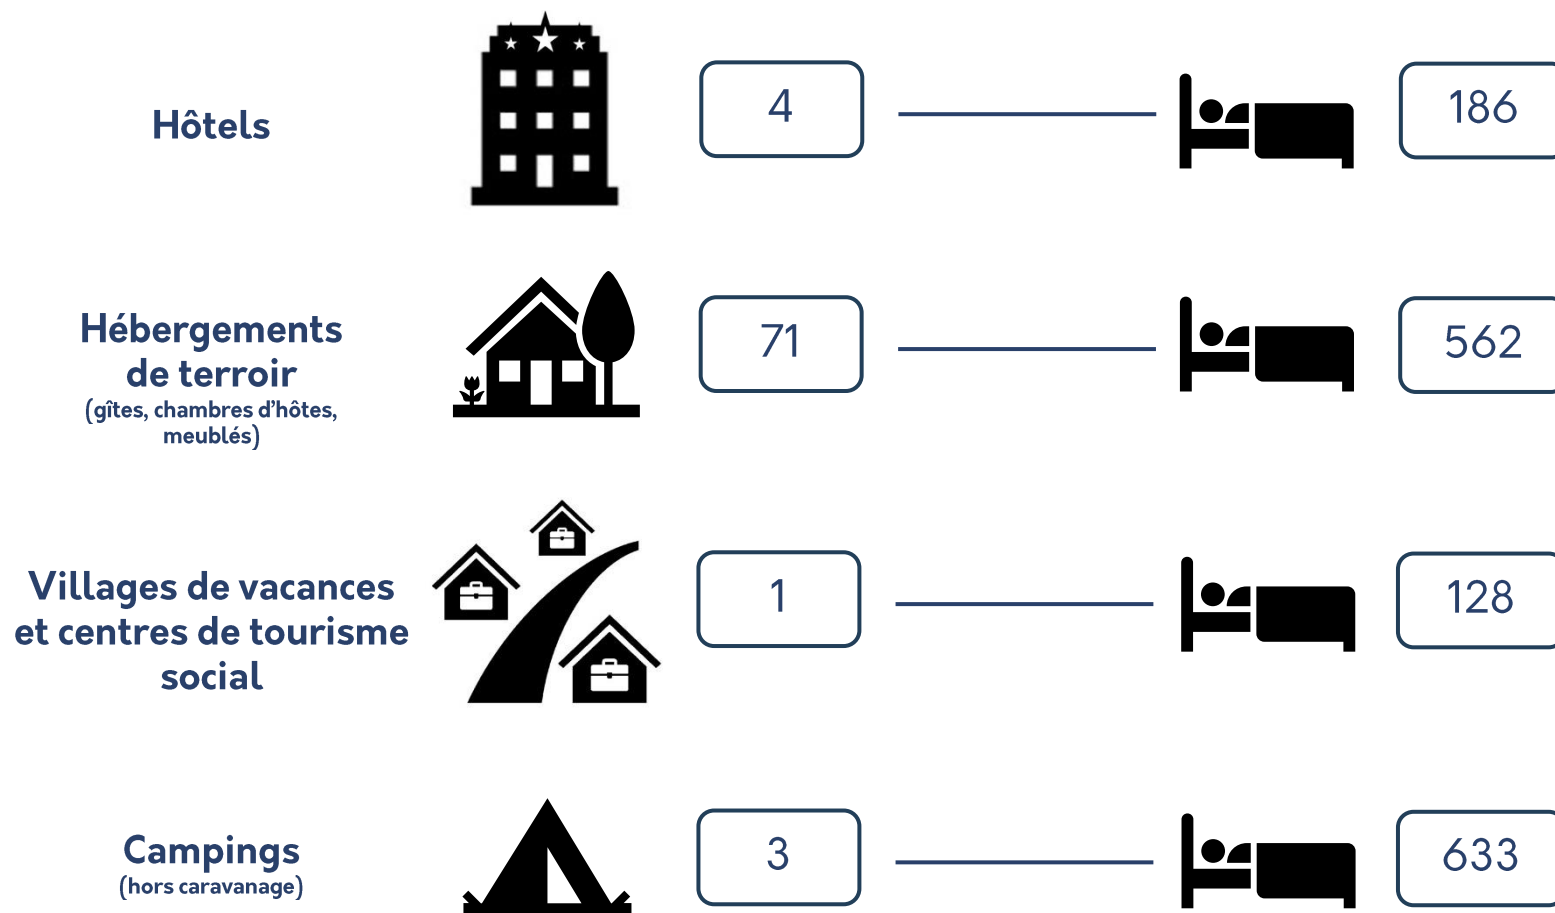 Hôtels
4
186
Hébergements
de terroir
(gîtes, chambres d'hôtes,
meublés)
71
562
Villages de vacances
et centres de tourisme
social
1
128
Campings
(hors caravanage)
3
633